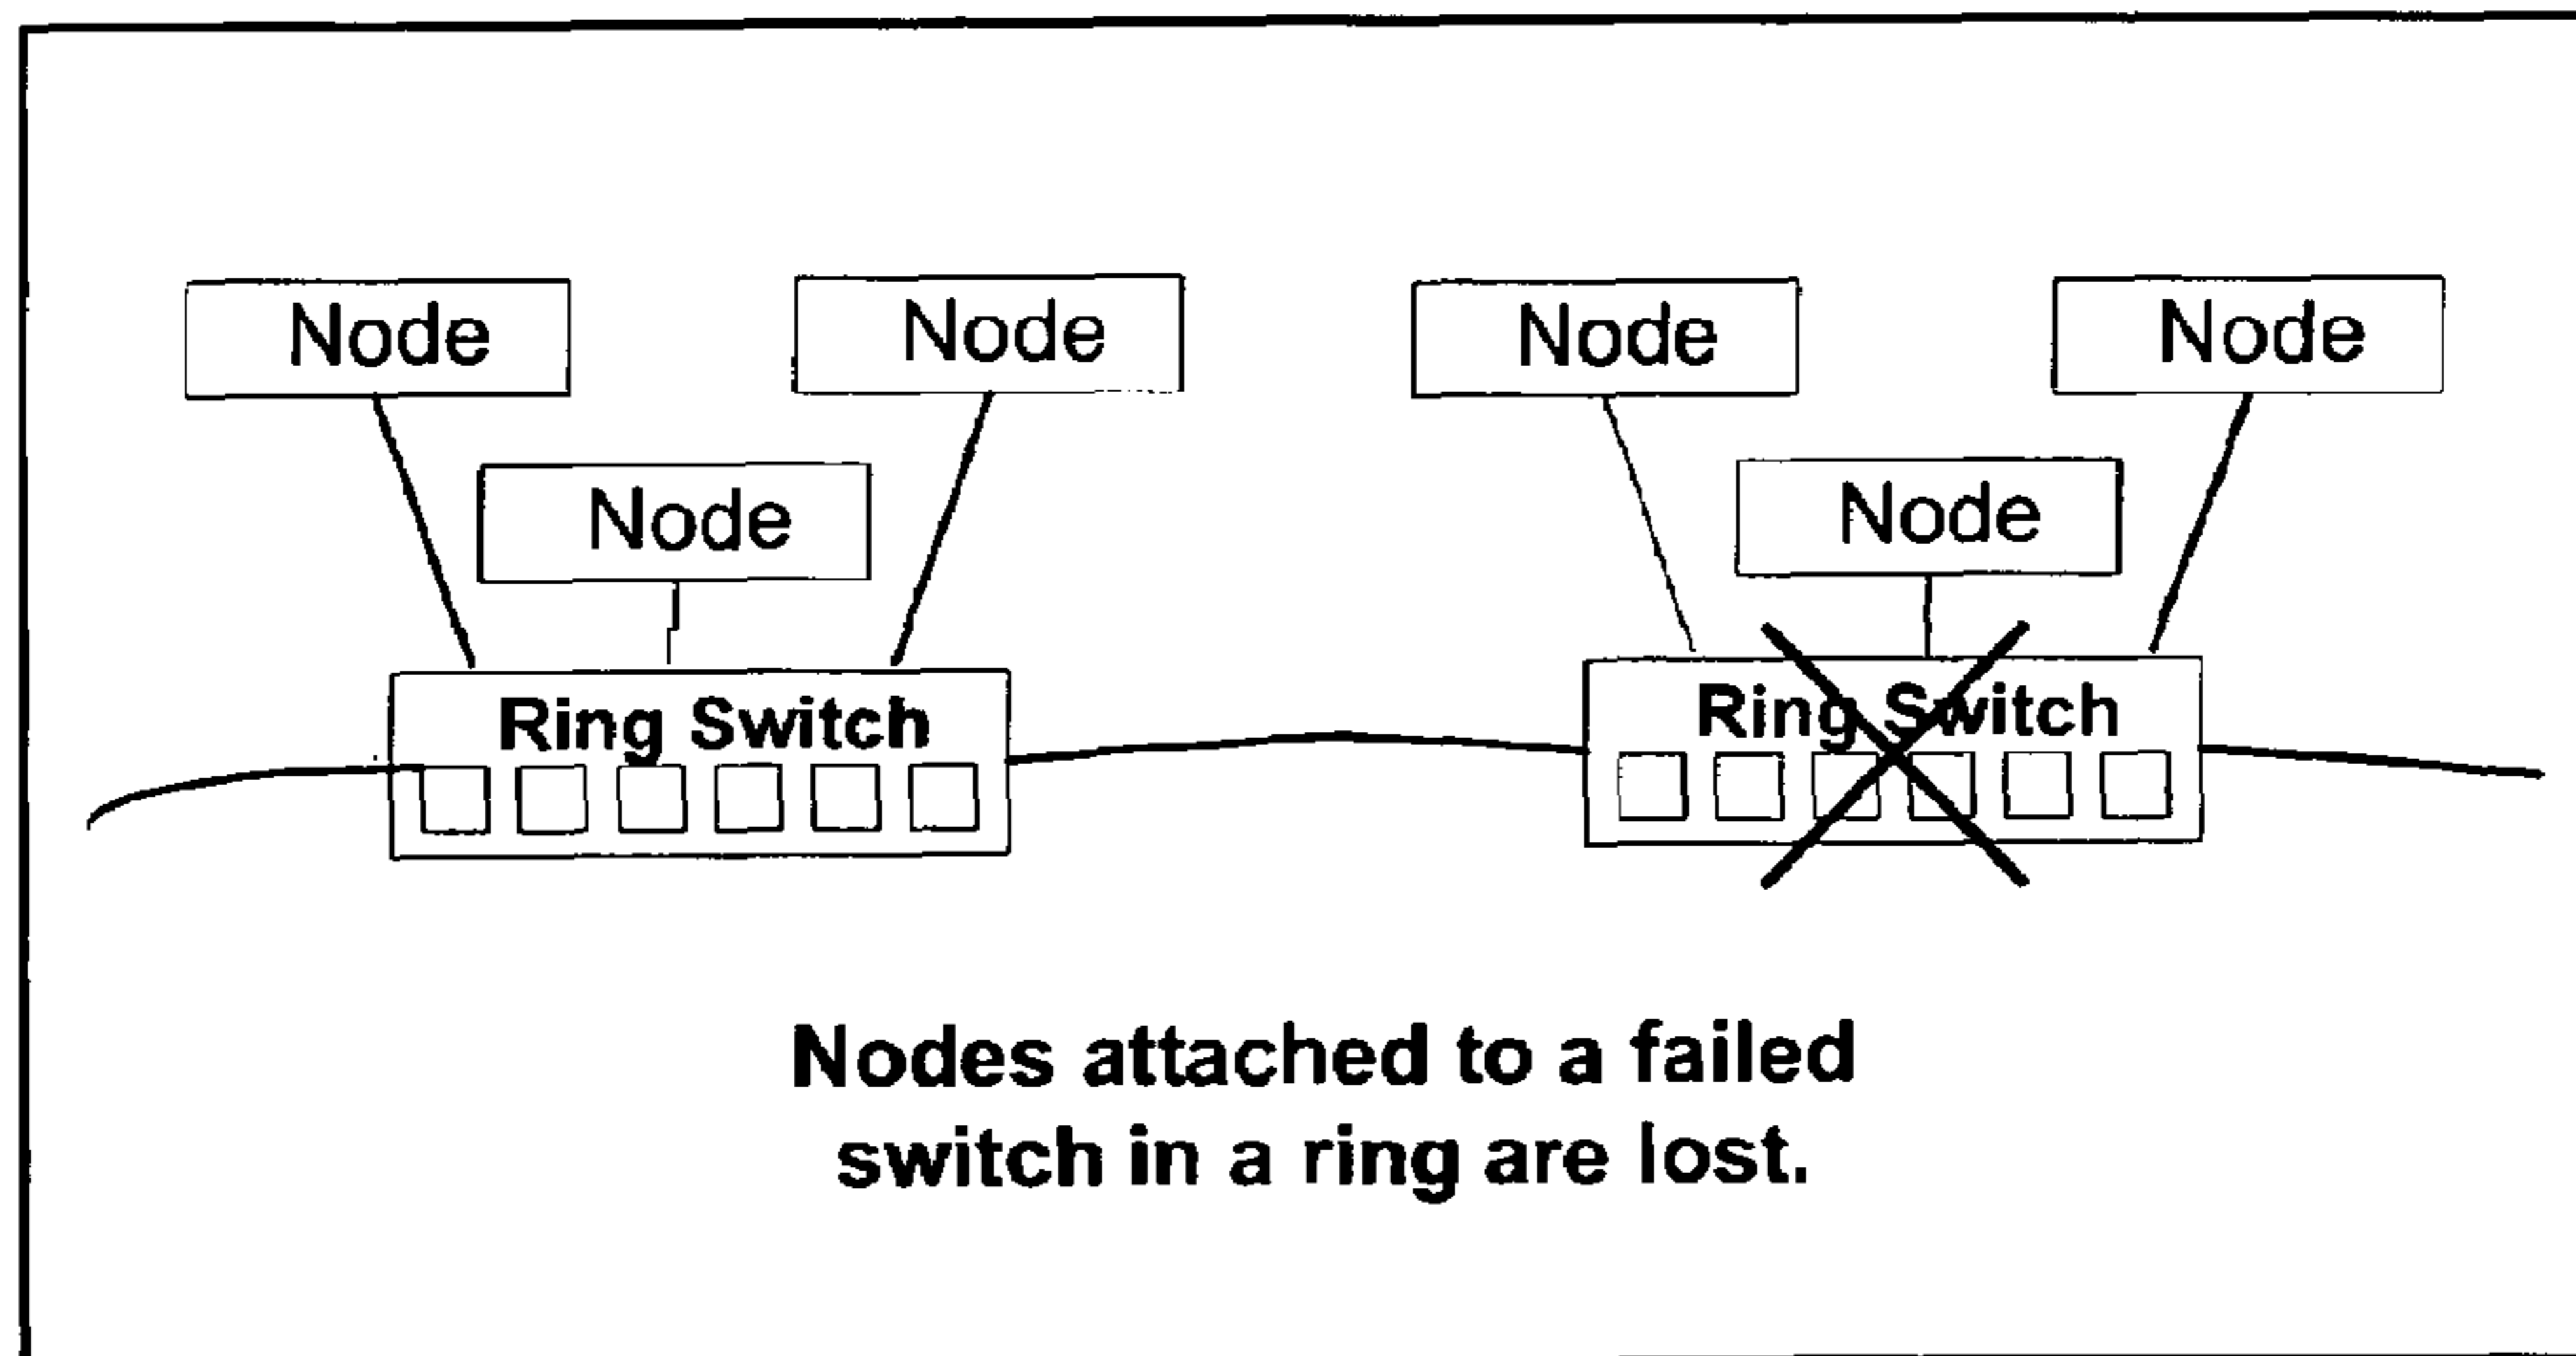 Node
Node
Node
Node
Node
Node
Ring Switch
Ring Switch
Nodes attached to a failed
switch in a ring are lost.